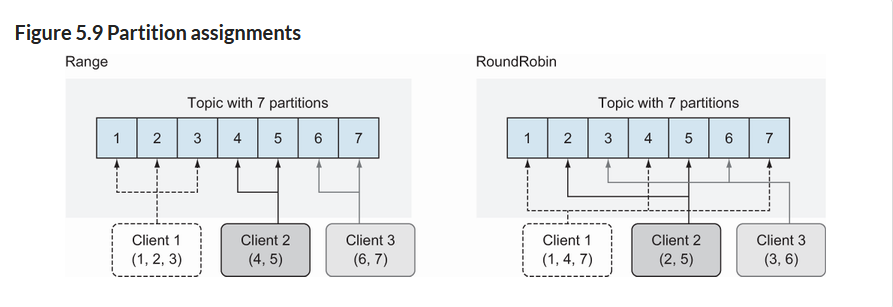 Figure 5.9 Partition assignments
Range
Topic with 7 partitions
1 2 3 4 5 6 7
Client 1
(1, 2, 3)
Client 2
(4, 5)
Client 3
(6, 7)
RoundRobin
Topic with 7 partitions
1 2 3 4 5 6 7
Client 1
(1, 4, 7)
Client 2
(2, 5)
Client 3
(3, 6)